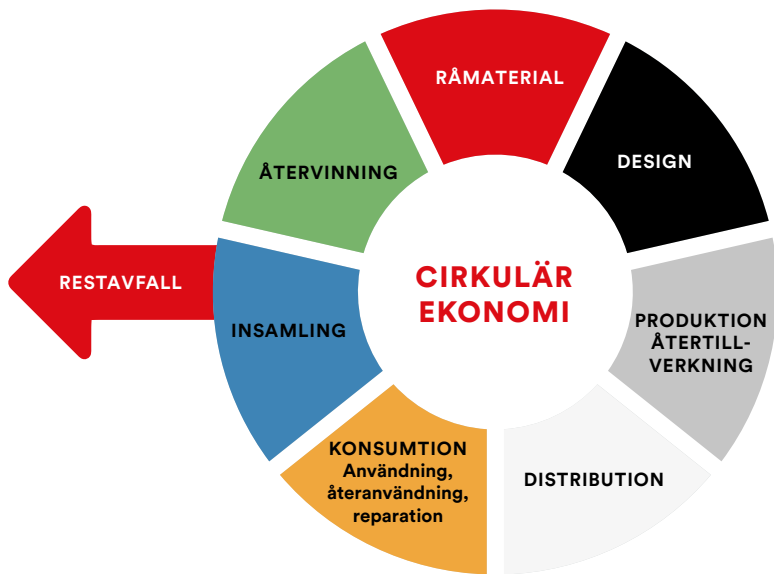 RÅMATERIAL
DESIGN
PRODUKTION
ÅTERTILL-
VERKNING
DISTRIBUTION
KONSUMTION
Användning,
återanvändning,
reparation
INSAMLING
RESTAVFALL
ÅTERVINNING
CIRKULÄR
EKONOMI